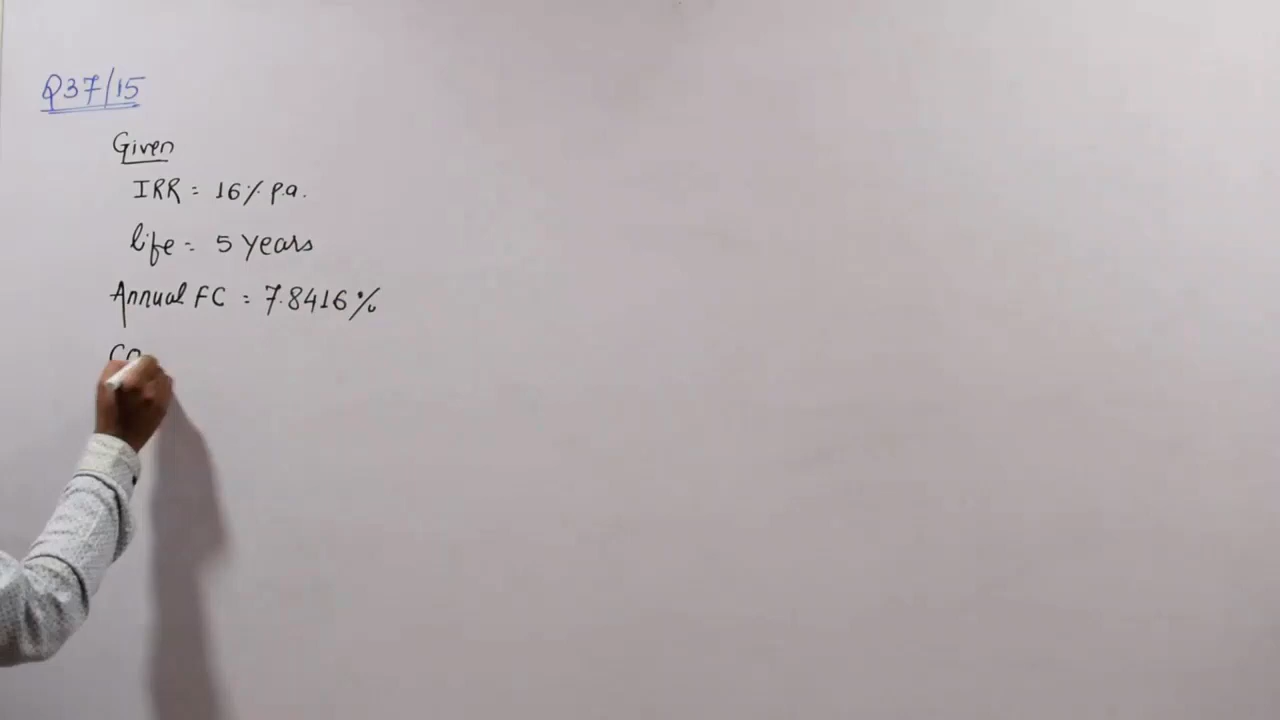 Q37/15
Given
IRR = 16% p.a.
life = 5 years
Annual FC = 7.8416%